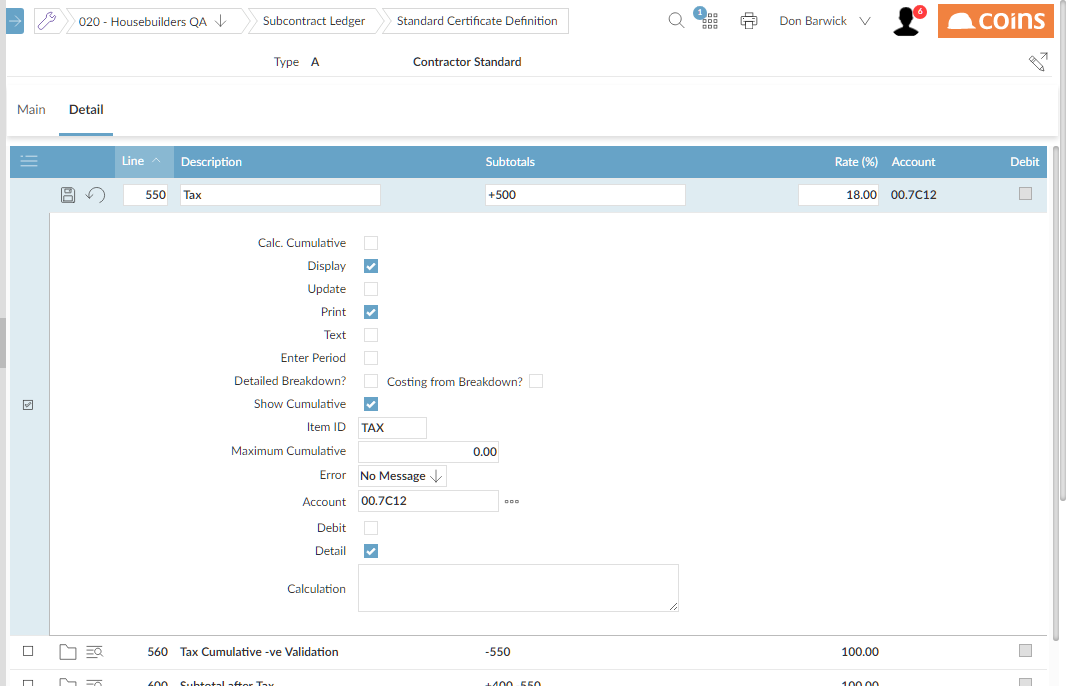 020 - Housebuilders QA
Subcontract Ledger
Standard Certificate Definition
1
Don Barwick
6
COINS
Type A Contractor Standard
Main Detail
Line Description Subtotals Rate (%) Account Debit
550 Tax +500 18.00 00.7C12
Calc. Cumulative
Display
Update
Print
Text
Enter Period
Detailed Breakdown? Costing from Breakdown?
Show Cumulative
Item ID TAX
Maximum Cumulative 0.00
Error No Message
Account 00.7C12
Debit
Detail
Calculation
560 Tax Cumulative -ve Validation -550 100.00
600 Subtotal after Tax +400 -550 100.00